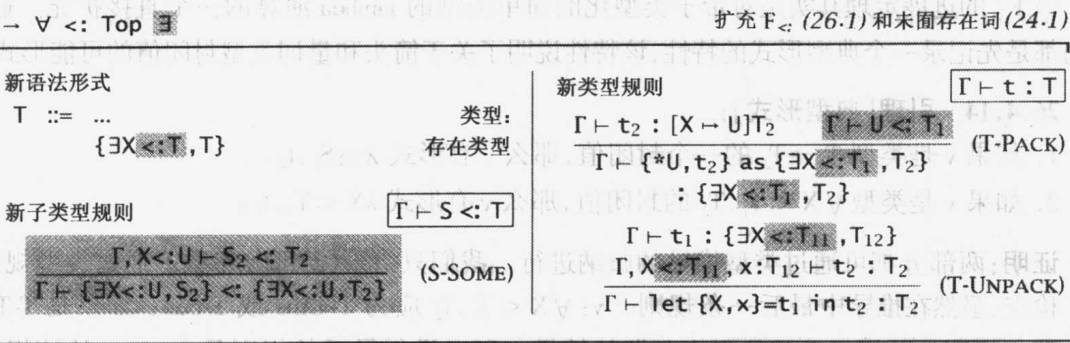 → ∀ <: Top ∃
扩充 F<: (26.1) 和未囿存在词 (24.1)
新语法形式
T ::= ... 类型:
{∃X<:T,T} 存在类型
新子类型规则 Γ ⊢ S <: T
Γ, X<:U ⊢ S₂ <: T₂
Γ ⊢ {∃X<:U,S₂} <: {∃X<:U,T₂} (S-SOME)
新类型规则 Γ ⊢ t : T
Γ ⊢ t₂ : [X ↦ U]T₂ Γ ⊢ U <: T₁
Γ ⊢ {*U,t₂} as {∃X<:T₁,T₂} (T-PACK)
: {∃X<:T₁,T₂}
Γ ⊢ t₁ : {∃X<:T₁₁,T₁₂}
Γ, X<:T₁₁, x:T₁₂ ⊢ t₂ : T₂
Γ ⊢ let {X,x}=t₁ in t₂ : T₂ (T-UNPACK)